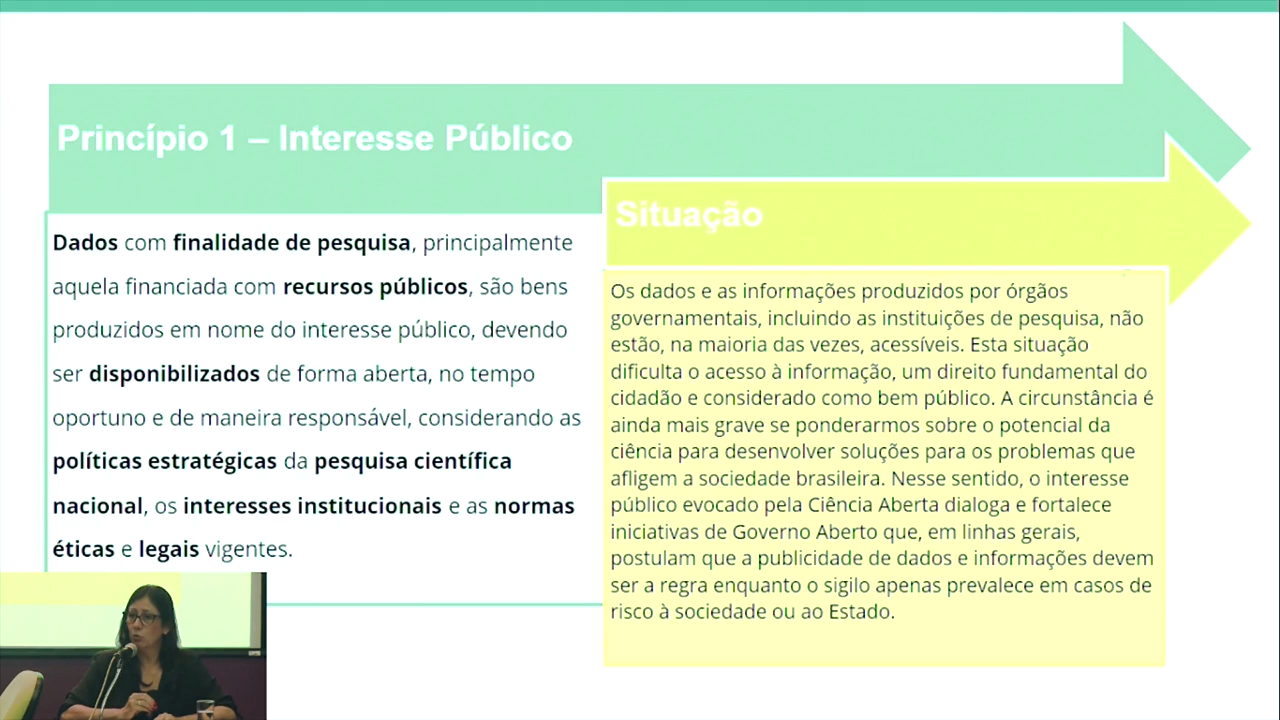 Princípio 1 – Interesse Público
Dados com finalidade de pesquisa, principalmente
aquela financiada com recursos públicos, são bens
produzidos em nome do interesse público, devendo
ser disponibilizados de forma aberta, no tempo
oportuno e de maneira responsável, considerando as
políticas estratégicas da pesquisa científica
nacional, os interesses institucionais e as normas
éticas e legais vigentes.
Situação
Os dados e as informações produzidos por órgãos
governamentais, incluindo as instituições de pesquisa, não
estão, na maioria das vezes, acessíveis. Esta situação
dificulta o acesso à informação, um direito fundamental do
cidadão e considerado como bem público. A circunstância é
ainda mais grave se ponderarmos sobre o potencial da
ciência para desenvolver soluções para os problemas que
afligem a sociedade brasileira. Nesse sentido, o interesse
público evocado pela Ciência Aberta dialoga e fortalece
iniciativas de Governo Aberto que, em linhas gerais,
postulam que a publicidade de dados e informações devem
ser a regra enquanto o sigilo apenas prevalece em casos de
risco à sociedade ou ao Estado.